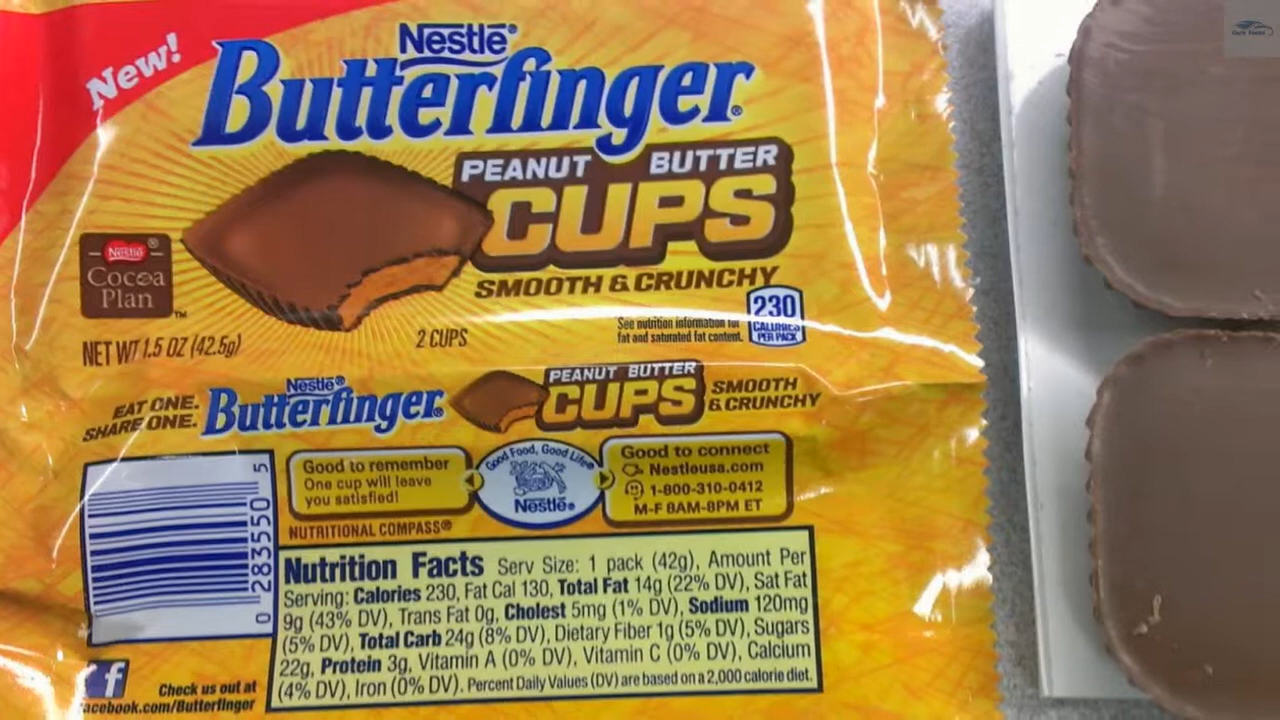 New!
Nestlé®
Butterfinger®
PEANUT BUTTER
CUPS
SMOOTH & CRUNCHY
Nestlé®
Cocoa
Plan™
NET WT 1.5 OZ (42.5g)
2 CUPS
See nutrition information for
fat and saturated fat content.
230
CALORIES
PER PACK
EAT ONE.
SHARE ONE.
Nestlé®
Butterfinger®
PEANUT BUTTER
CUPS
SMOOTH
& CRUNCHY
Good to remember
One cup will leave
you satisfied!
Good Food, Good Life®
Nestlé®
Good to connect
Nestleusa.com
1-800-310-0412
M-F 8AM-8PM ET
NUTRITIONAL COMPASS®
0 283550 5
Nutrition Facts Serv Size: 1 pack (42g), Amount Per
Serving: Calories 230, Fat Cal 130, Total Fat 14g (22% DV), Sat Fat
9g (43% DV), Trans Fat 0g, Cholest 5mg (1% DV), Sodium 120mg
(5% DV), Total Carb 24g (8% DV), Dietary Fiber 1g (5% DV), Sugars
22g, Protein 3g, Vitamin A (0% DV), Vitamin C (0% DV), Calcium
(4% DV), Iron (0% DV). Percent Daily Values (DV) are based on a 2,000 calorie diet.
f
Check us out at
acebook.com/Butterfinger